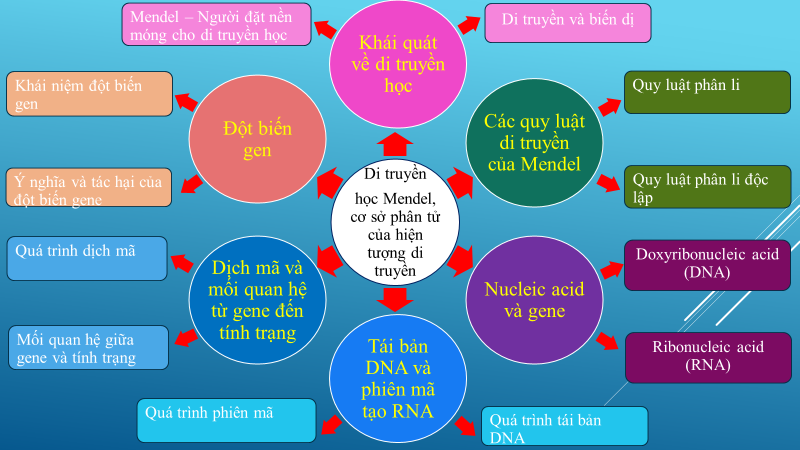 Mendel – Người đặt nền
móng cho di truyền học
Khái quát
về di truyền
học
Di truyền và biến dị
Khái niệm đột biến
gen
Đột biến
gen
Ý nghĩa và tác hại của
đột biến gene
Các quy luật
di truyền
của Mendel
Quy luật phân li
Quy luật phân li độc
lập
Di truyền
học Mendel,
cơ sở phân tử
của hiện
tượng di
truyền
Quá trình dịch mã
Dịch mã và
mối quan hệ
từ gene đến
tính trạng
Mối quan hệ giữa
gene và tính trạng
Nucleic acid
và gene
Doxyribonucleic acid
(DNA)
Ribonucleic acid
(RNA)
Tái bản
DNA và
phiên mã
tạo RNA
Quá trình phiên mã
Quá trình tái bản
DNA